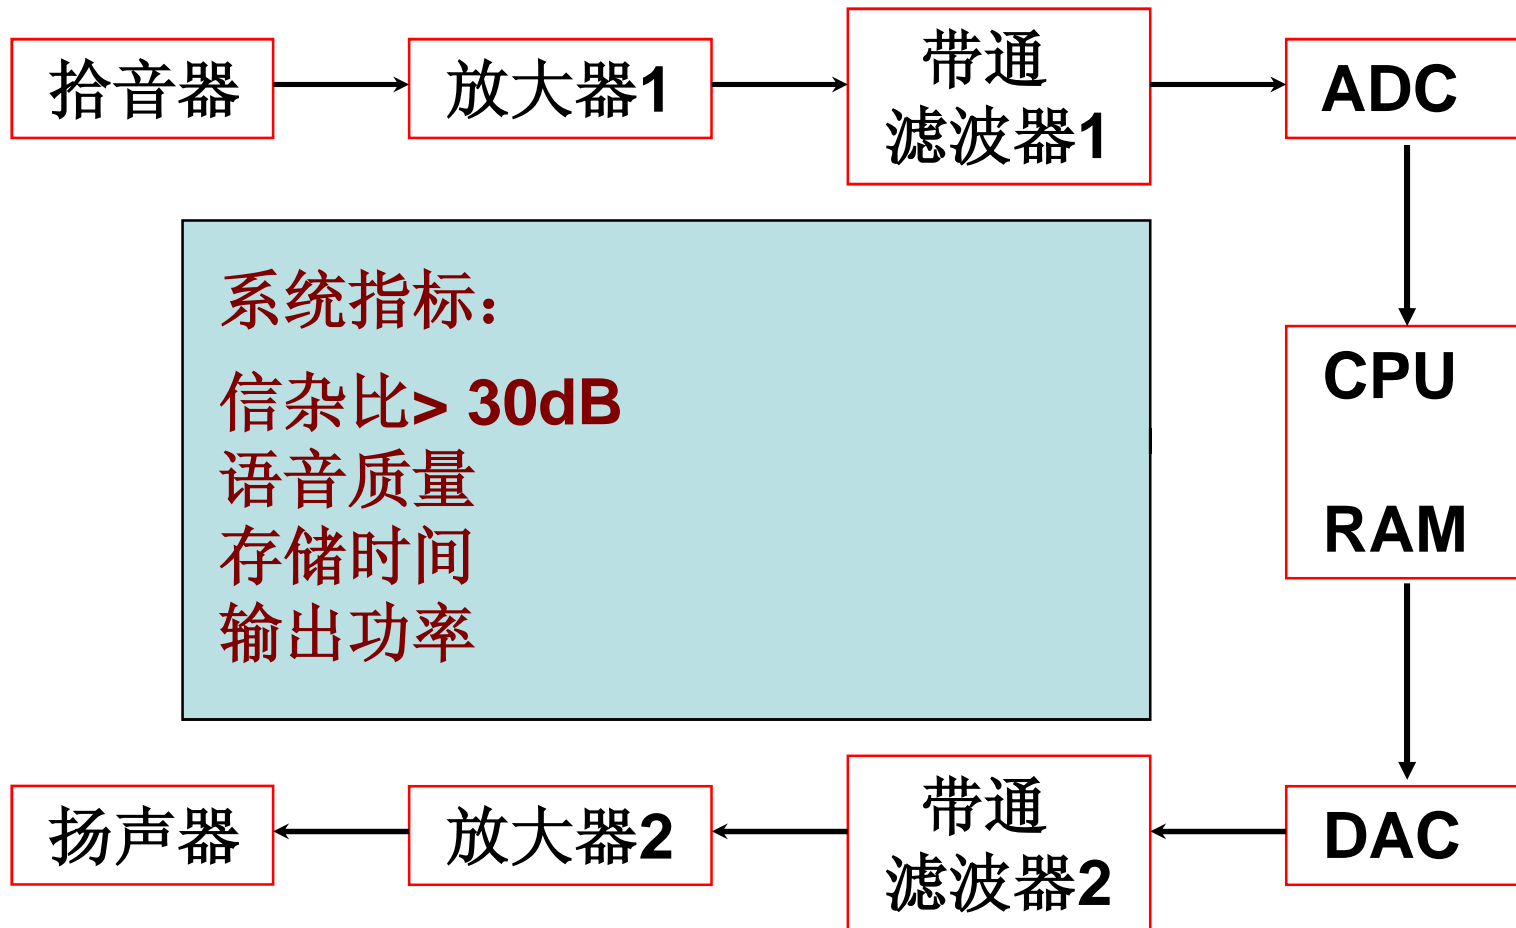 拾音器
放大器1
带通
滤波器1
ADC
系统指标：
信杂比> 30dB
语音质量
存储时间
输出功率
CPU
RAM
扬声器
放大器2
带通
滤波器2
DAC